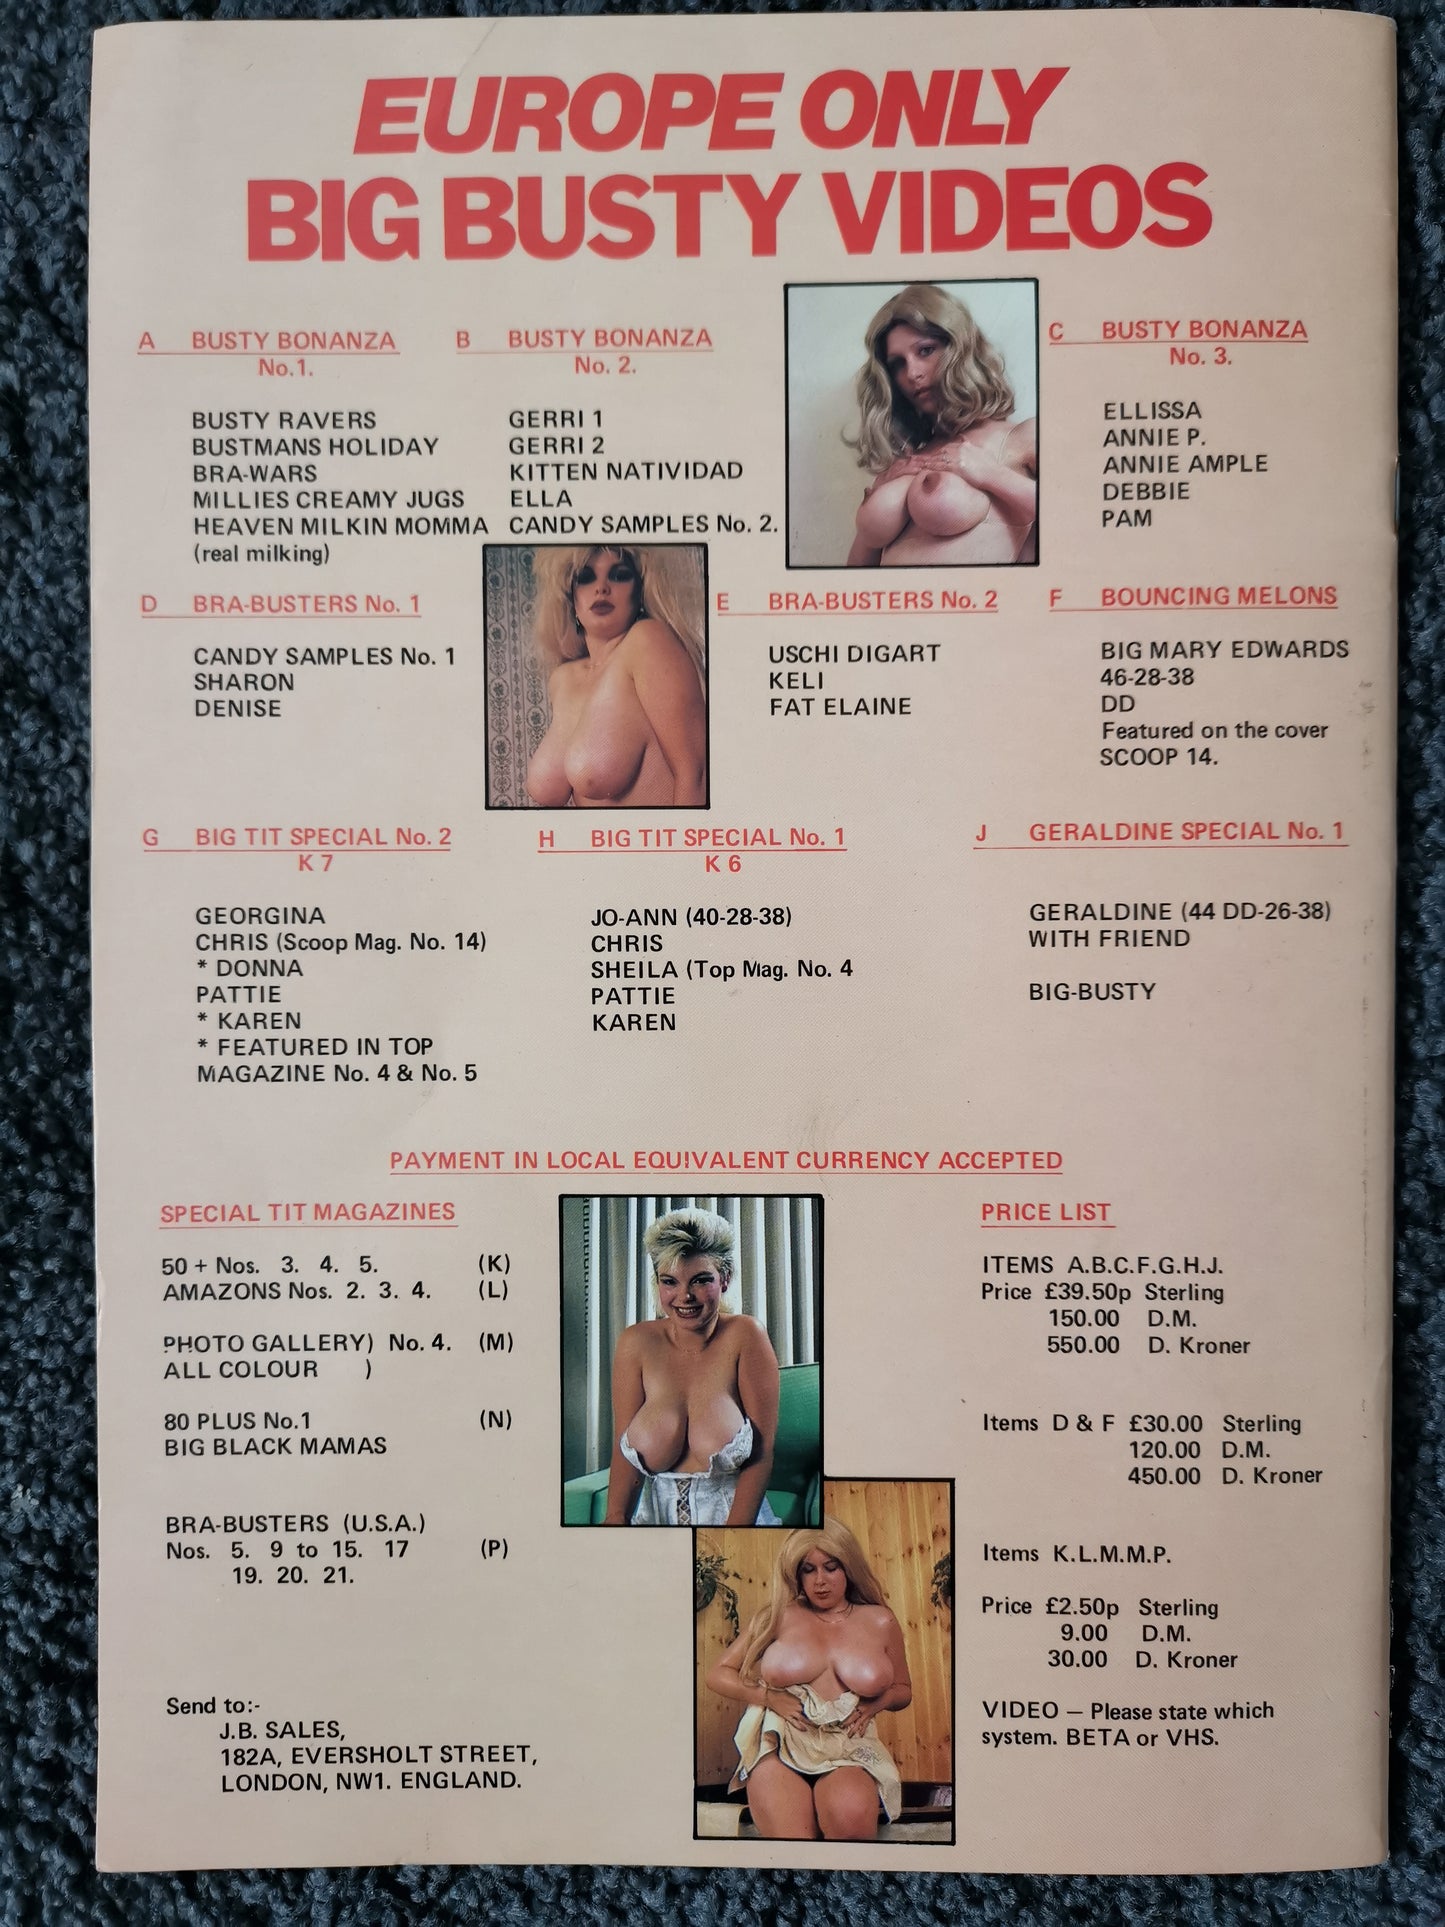 EUROPE ONLY
BIG BUSTY VIDEOS
A BUSTY BONANZA
No.1.
BUSTY RAVERS
BUSTMANS HOLIDAY
BRA-WARS
MILLIES CREAMY JUGS
HEAVEN MILKIN MOMMA
(real milking)
B BUSTY BONANZA
No. 2.
GERRI 1
GERRI 2
KITTEN NATIVIDAD
ELLA
CANDY SAMPLES No. 2.
C BUSTY BONANZA
No. 3.
ELLISSA
ANNIE P.
ANNIE AMPLE
DEBBIE
PAM
D BRA-BUSTERS No. 1
CANDY SAMPLES No. 1
SHARON
DENISE
E BRA-BUSTERS No. 2
USCHI DIGART
KELI
FAT ELAINE
F BOUNCING MELONS
BIG MARY EDWARDS
46-28-38
DD
Featured on the cover
SCOOP 14.
G BIG TIT SPECIAL No. 2
K 7
GEORGINA
CHRIS (Scoop Mag. No. 14)
* DONNA
PATTIE
* KAREN
* FEATURED IN TOP
MAGAZINE No. 4 & No. 5
H BIG TIT SPECIAL No. 1
K 6
JO-ANN (40-28-38)
CHRIS
SHEILA (Top Mag. No. 4
PATTIE
KAREN
J GERALDINE SPECIAL No. 1
GERALDINE (44 DD-26-38)
WITH FRIEND
BIG-BUSTY
PAYMENT IN LOCAL EQUIVALENT CURRENCY ACCEPTED
SPECIAL TIT MAGAZINES
50 + Nos. 3. 4. 5. (K)
AMAZONS Nos. 2. 3. 4. (L)
PHOTO GALLERY) No. 4. (M)
ALL COLOUR )
80 PLUS No.1 (N)
BIG BLACK MAMAS
BRA-BUSTERS (U.S.A.)
Nos. 5. 9 to 15. 17 (P)
19. 20. 21.
Send to:-
J.B. SALES,
182A, EVERSHOLT STREET,
LONDON, NW1. ENGLAND.
PRICE LIST
ITEMS A.B.C.F.G.H.J.
Price £39.50p Sterling
150.00 D.M.
550.00 D. Kroner
Items D & F £30.00 Sterling
120.00 D.M.
450.00 D. Kroner
Items K.L.M.M.P.
Price £2.50p Sterling
9.00 D.M.
30.00 D. Kroner
VIDEO — Please state which
system. BETA or VHS.